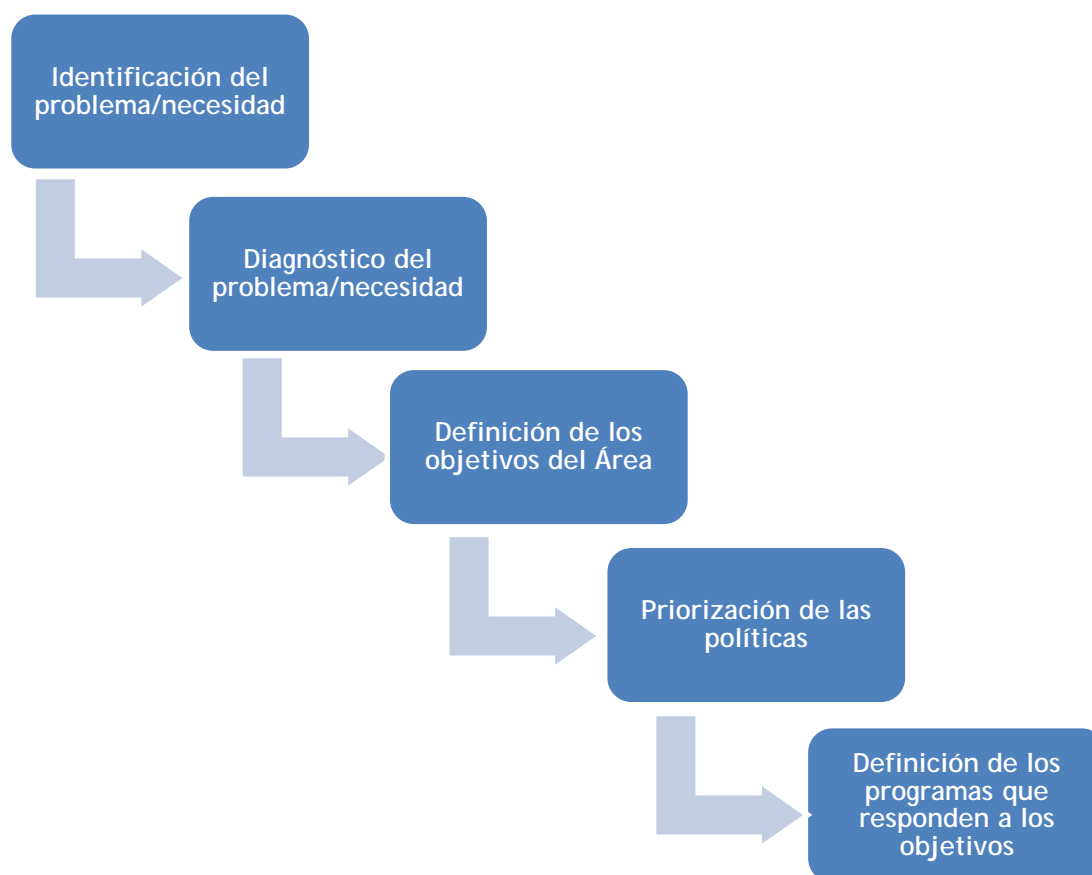 Identificación del
problema/necesidad
Diagnóstico del
problema/necesidad
Definición de los
objetivos del Área
Priorización de las
políticas
Definición de los
programas que
responden a los
objetivos